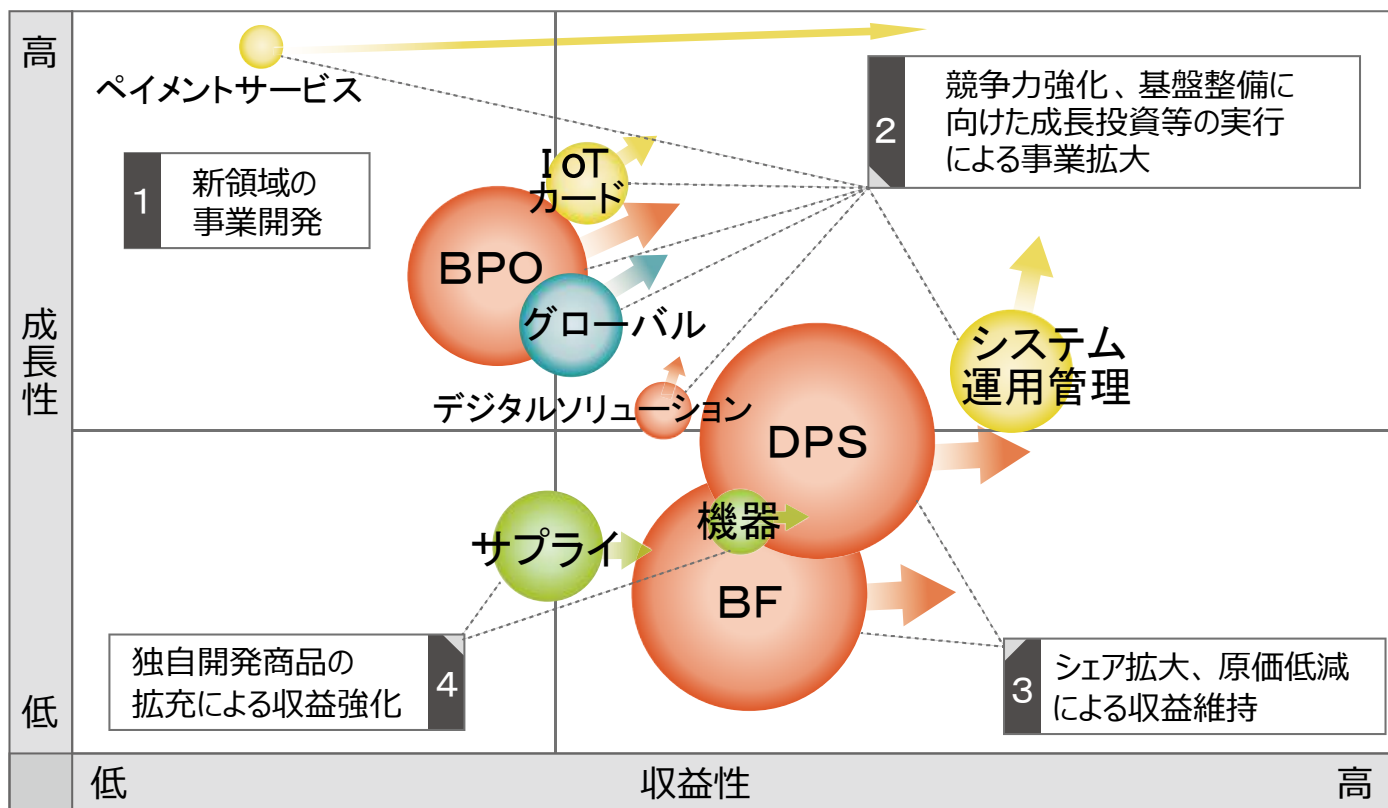 高
成長性
低
ペイメントサービス
1
新領域の
事業開発
2
競争力強化、基盤整備に
向けた成長投資等の実行
による事業拡大
IoT
カード
BPO
グローバル
デジタルソリューション
システム
運用管理
DPS
サプライ
機器
BF
独自開発商品の
拡充による収益強化
4
3
シェア拡大、原価低減
による収益維持
低
収益性
高